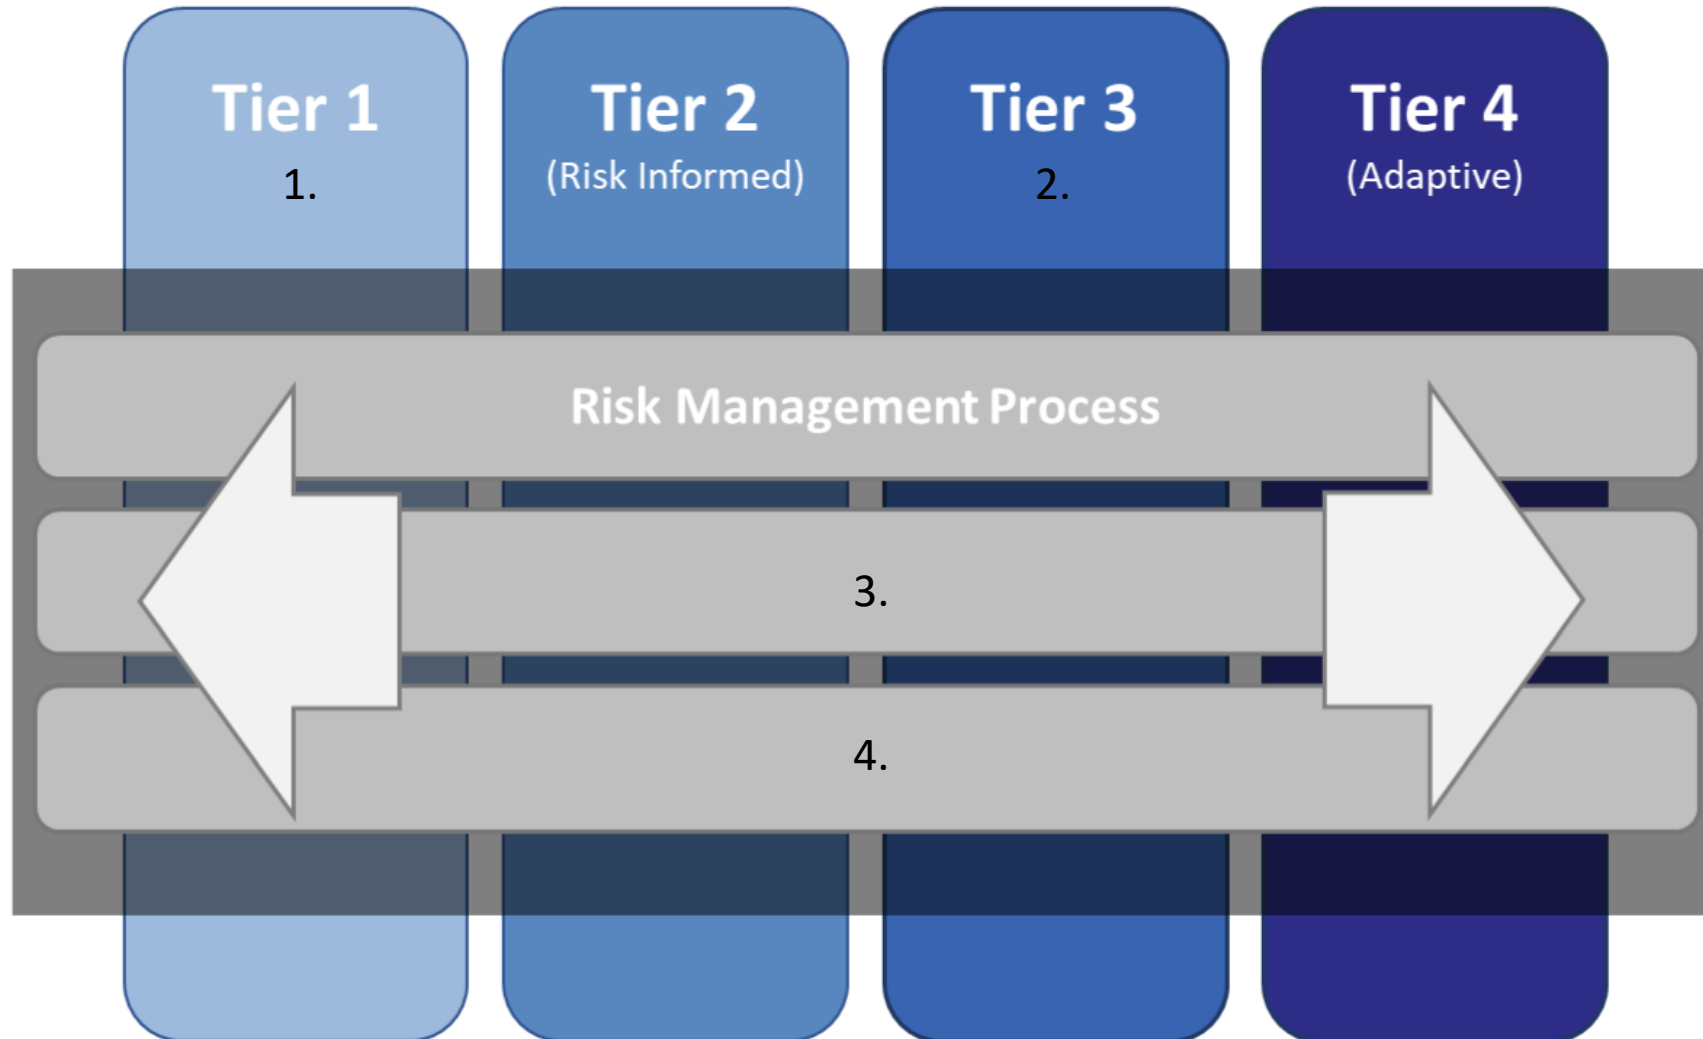 Tier 1
1.
Tier 2
(Risk Informed)
Tier 3
2.
Tier 4
(Adaptive)
Risk Management Process
3.
4.